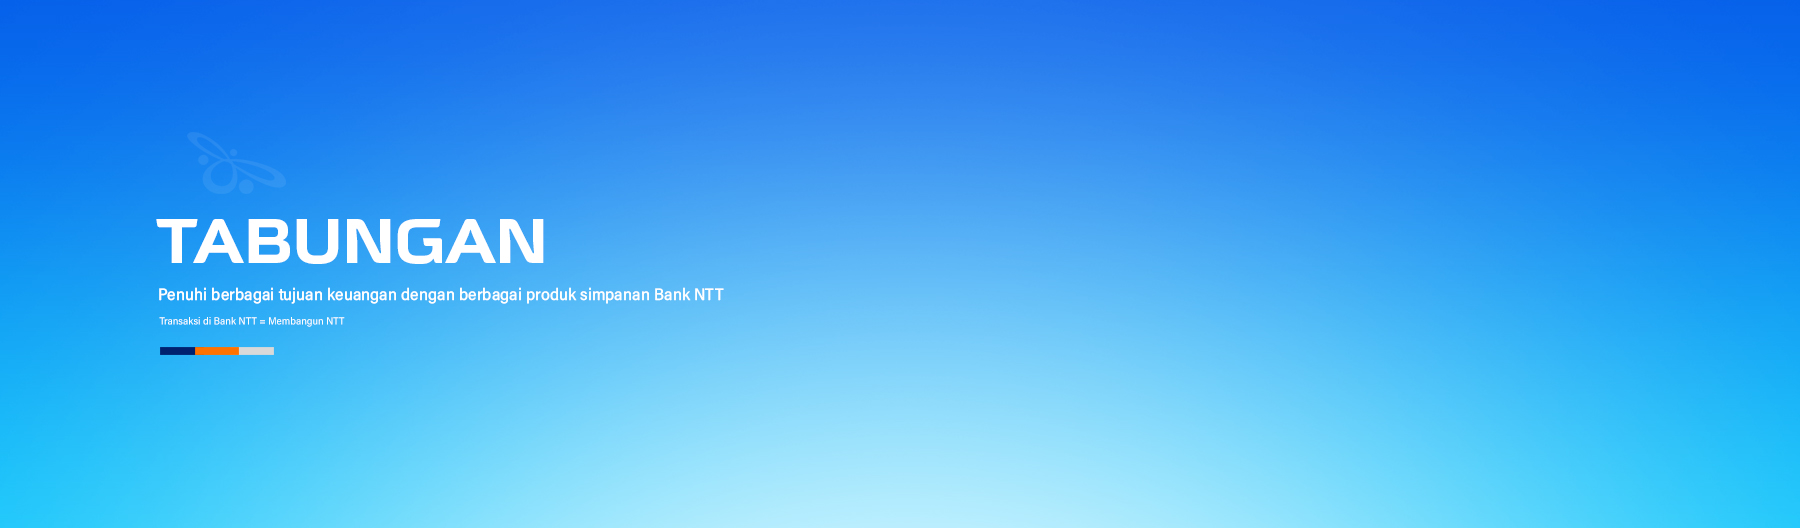 TABUNGAN
Penuhi berbagai tujuan keuangan dengan berbagai produk simpanan Bank NTT
Transaksi di Bank NTT = Membangun NTT